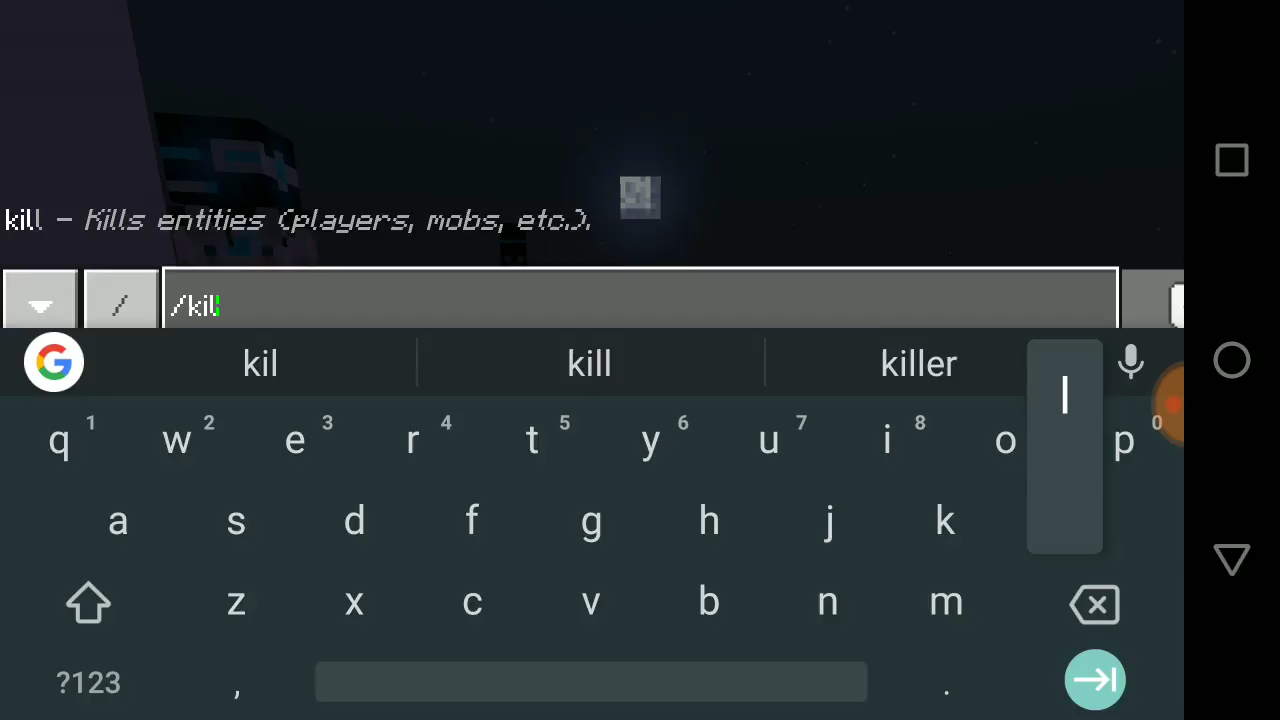 kill – Kills entities (players, mobs, etc.).
/
/kil
G kil kill killer l
q 1 w 2 e 3 r 4 t 5 y 6 u 7 i 8 o p 0
a s d f g h j k
z x c v b n m
?123 , .